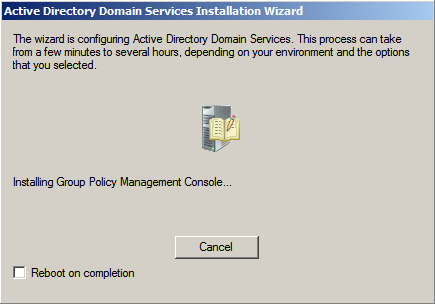 Active Directory Domain Services Installation Wizard
The wizard is configuring Active Directory Domain Services. This process can take
from a few minutes to several hours, depending on your environment and the options
that you selected.
Installing Group Policy Management Console...
Cancel
Reboot on completion